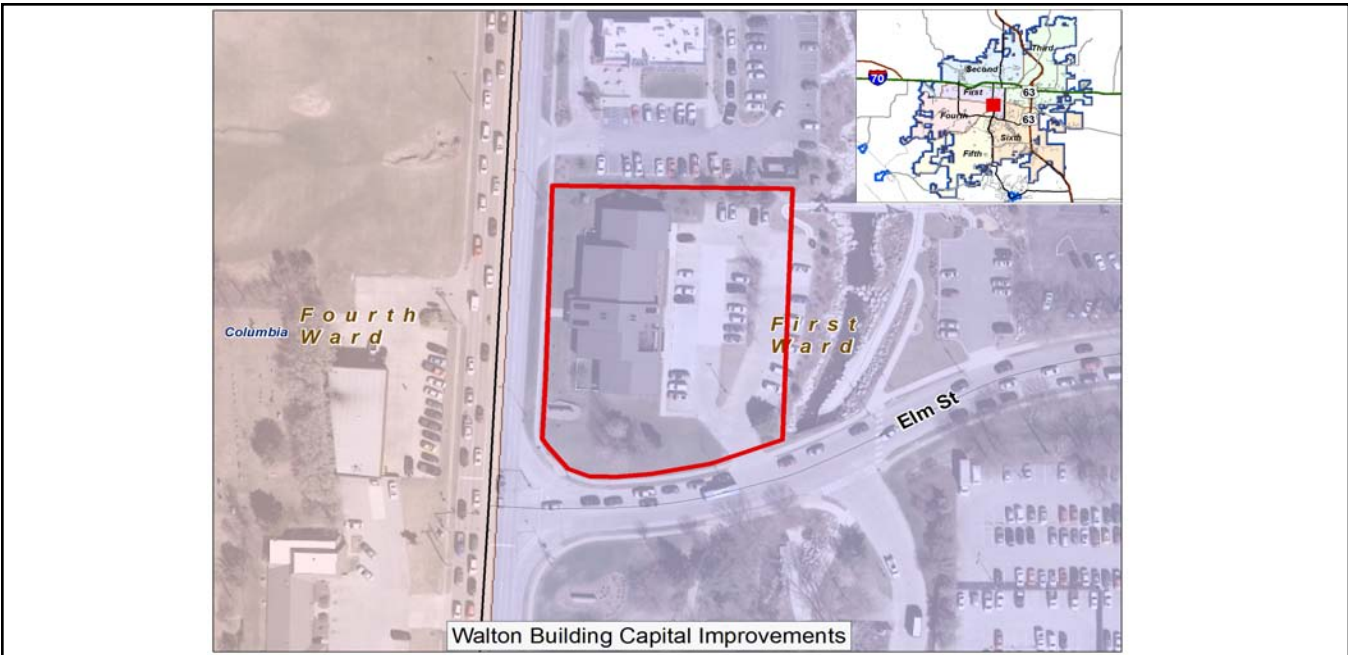 Third
Second
70
First
63
Fourth
63
Sixth
Fifth
Fourth
Ward
Columbia
First
Ward
Elm St
Walton Building Capital Improvements